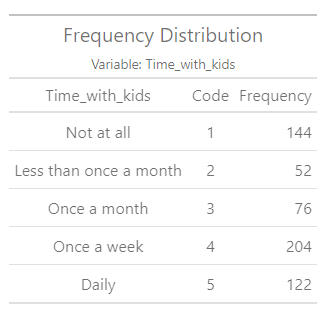 Frequency Distribution
Variable: Time_with_kids
Time_with_kids Code Frequency
Not at all 1 144
Less than once a month 2 52
Once a month 3 76
Once a week 4 204
Daily 5 122